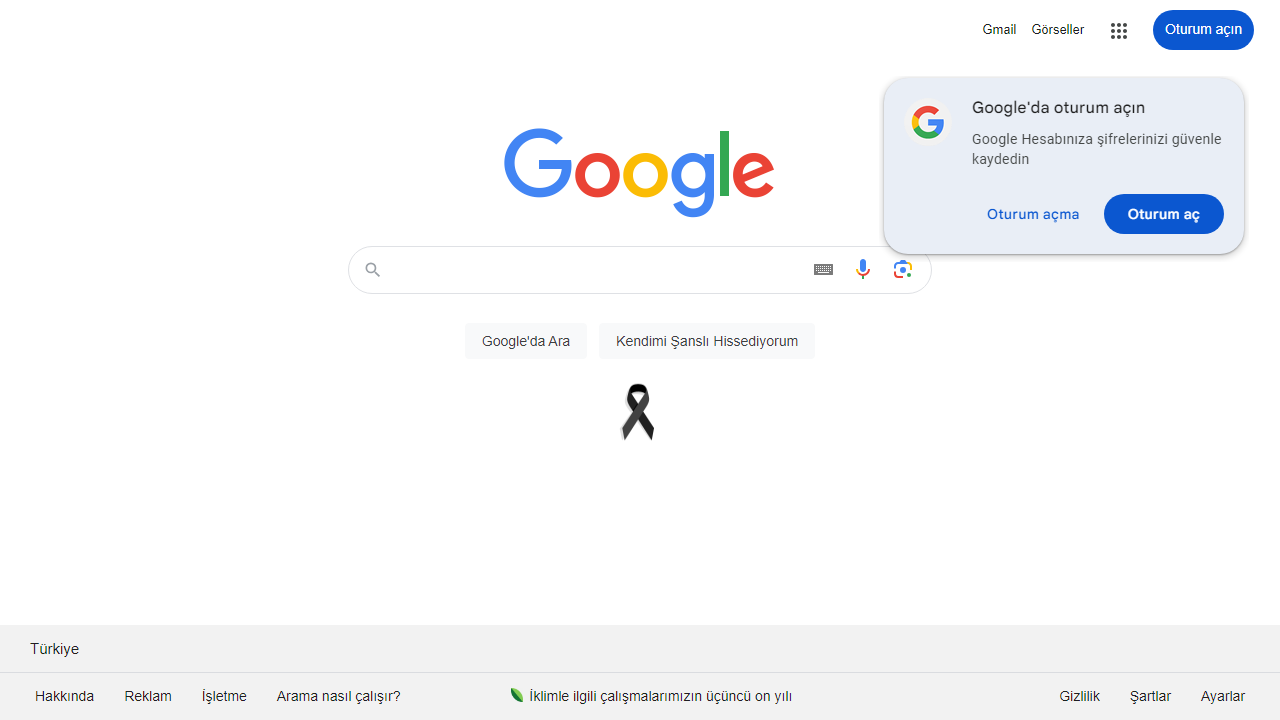 Gmail
Görseller
Oturum açın
Google'da oturum açın
Google Hesabınıza şifrelerinizi güvenle
kaydedin
Oturum açma
Oturum aç
Google
Google'da Ara
Kendimi Şanslı Hissediyorum
Türkiye
Hakkında
Reklam
İşletme
Arama nasıl çalışır?
İklimle ilgili çalışmalarımızın üçüncü on yılı
Gizlilik
Şartlar
Ayarlar